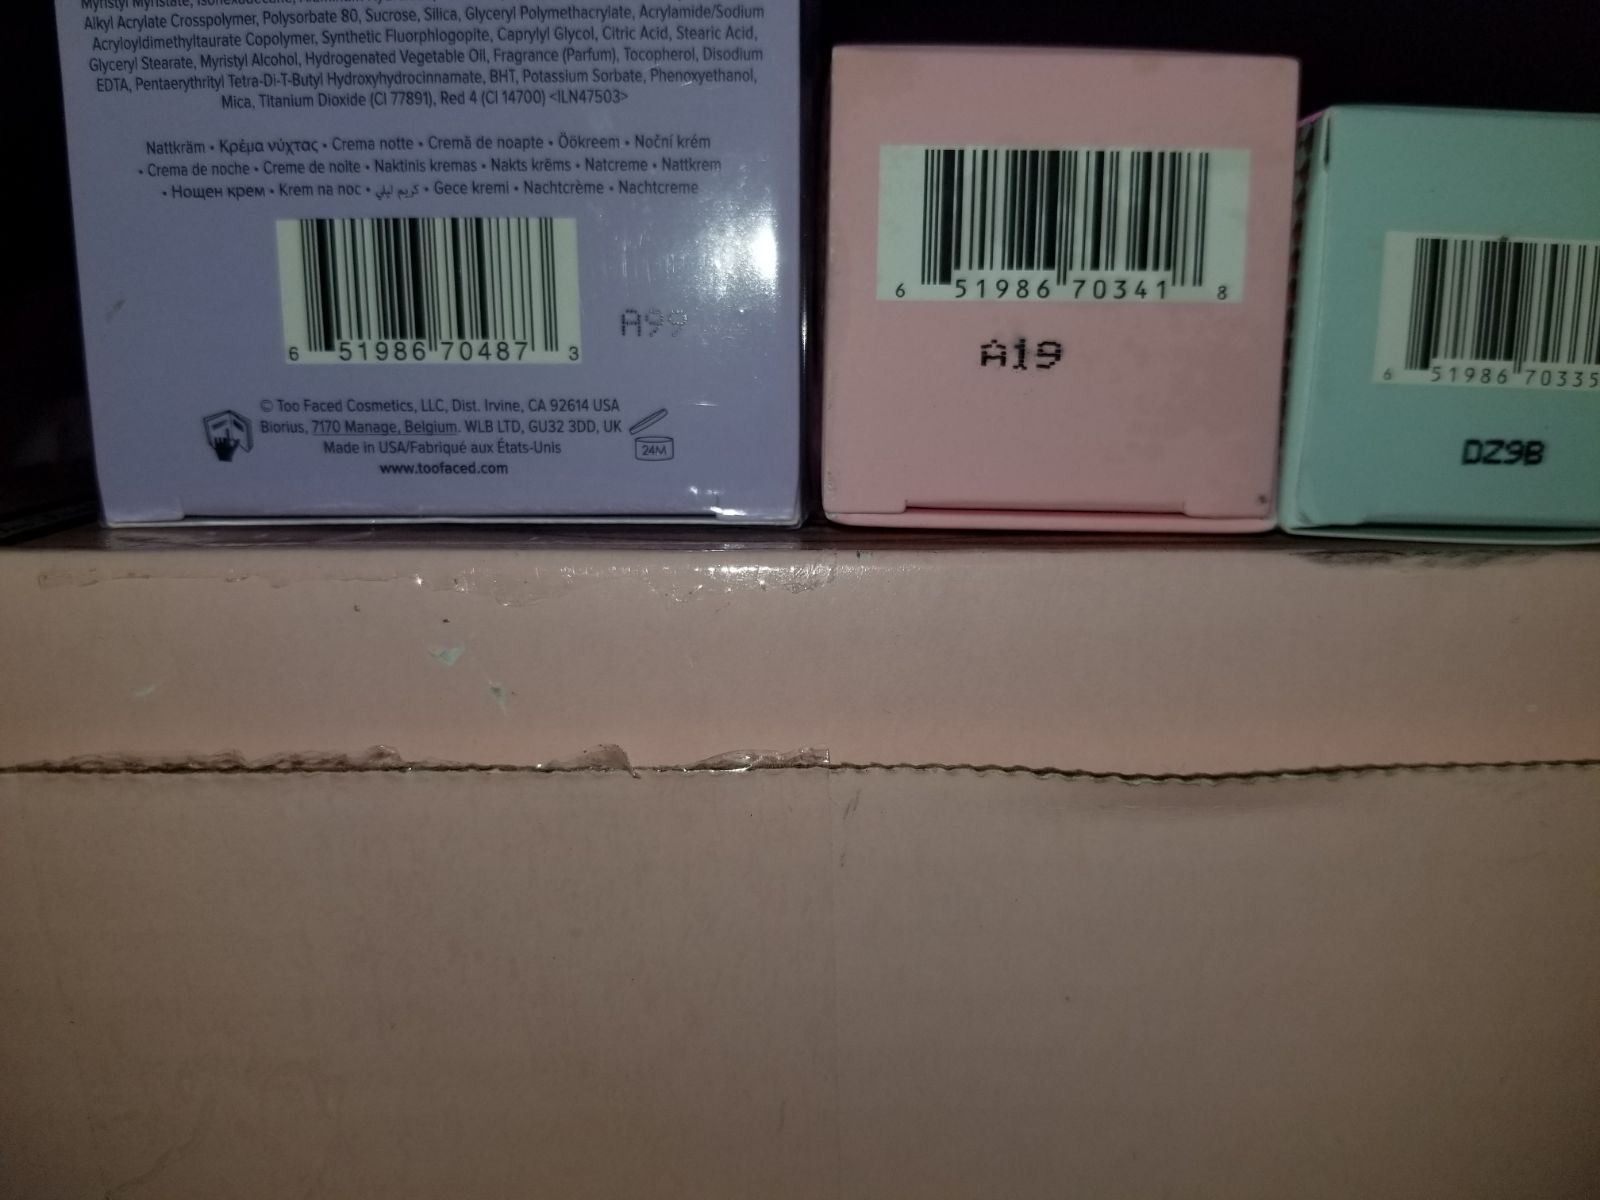 Alkyl Acrylate Crosspolymer, Polysorbate 80, Sucrose, Silica, Glyceryl Polymethacrylate, Acrylamide/Sodium
Acryloyldimethyltaurate Copolymer, Synthetic Fluorphlogopite, Caprylyl Glycol, Citric Acid, Stearic Acid,
Glyceryl Stearate, Myristyl Alcohol, Hydrogenated Vegetable Oil, Fragrance (Parfum), Tocopherol, Disodium
EDTA, Pentaerythrityl Tetra-Di-T-Butyl Hydroxyhydrocinnamate, BHT, Potassium Sorbate, Phenoxyethanol,
Mica, Titanium Dioxide (CI 77891), Red 4 (CI 14700) <ILN47503>
Nattkräm • Κρέμα νύχτας • Crema notte • Cremă de noapte • Öökreem • Noční krém
• Crema de noche • Creme de noite • Naktinis kremas • Nakts krēms • Natcreme • Nattkrem
• Нощен крем • Krem na noc • كريم ليلي • Gece kremi • Nachtcrème • Nachtcreme
6 51986 70487 3
A99
© Too Faced Cosmetics, LLC, Dist. Irvine, CA 92614 USA
Biorius, 7170 Manage, Belgium. WLB LTD, GU32 3DD, UK
Made in USA/Fabriqué aux États-Unis
www.toofaced.com
24M
6 51986 70341 8
A19
6 51986 70335
DZ9B